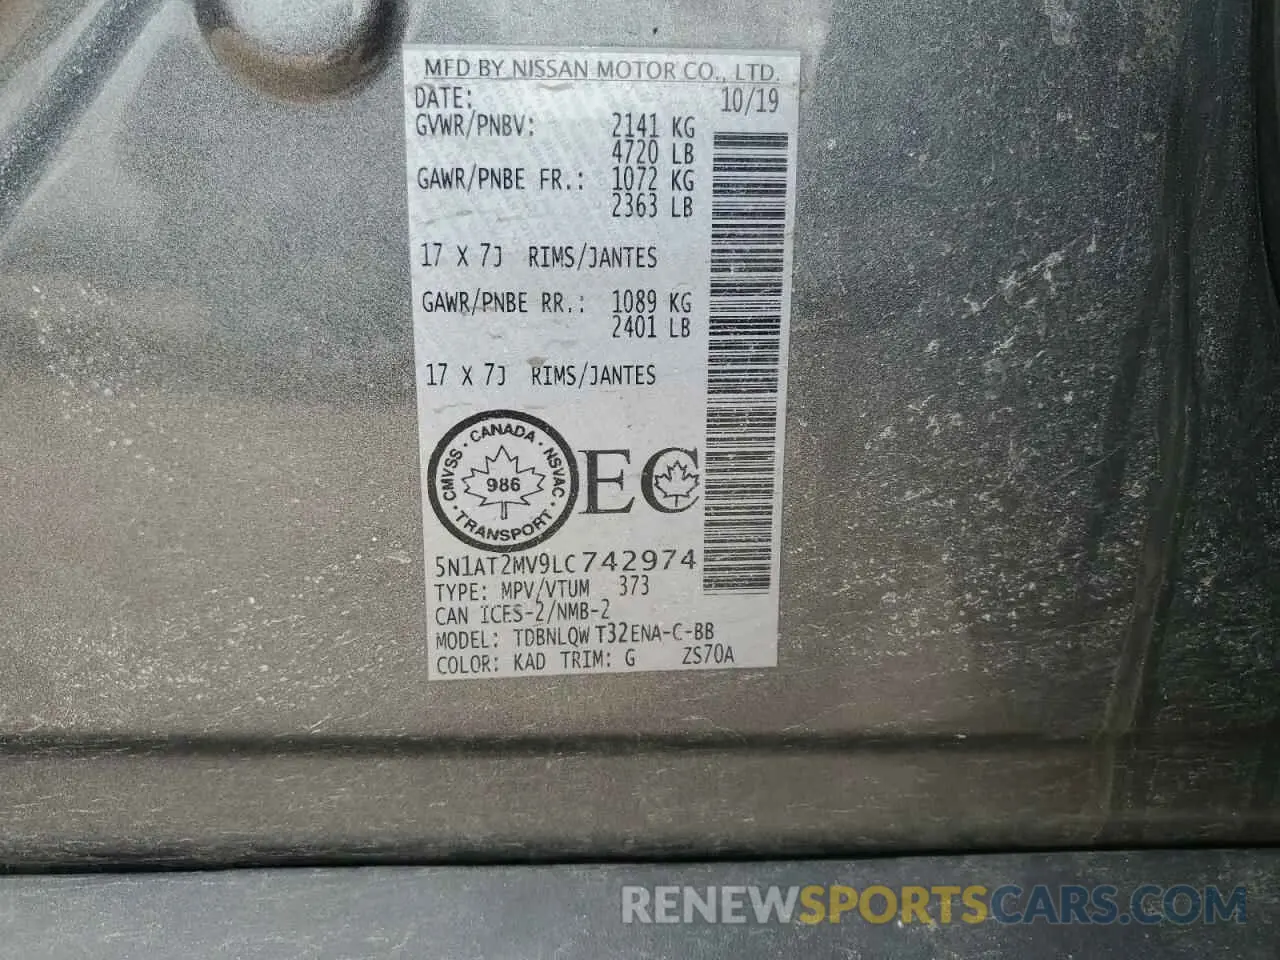 MFD BY NISSAN MOTOR CO., LTD.
DATE: 10/19
GVWR/PNBV: 2141 KG
4720 LB
GAWR/PNBE FR.: 1072 KG
2363 LB
17 X 7J RIMS/JANTES
GAWR/PNBE RR.: 1089 KG
2401 LB
17 X 7J RIMS/JANTES
CMVSS · CANADA · NSVAC · TRANSPORT ·
986
EC
5N1AT2MV9LC742974
TYPE: MPV/VTUM 373
CAN ICES-2/NMB-2
MODEL: TDBNLQW T32ENA-C-BB
COLOR: KAD TRIM: G ZS70A
RENEWSPORTSCARS.COM